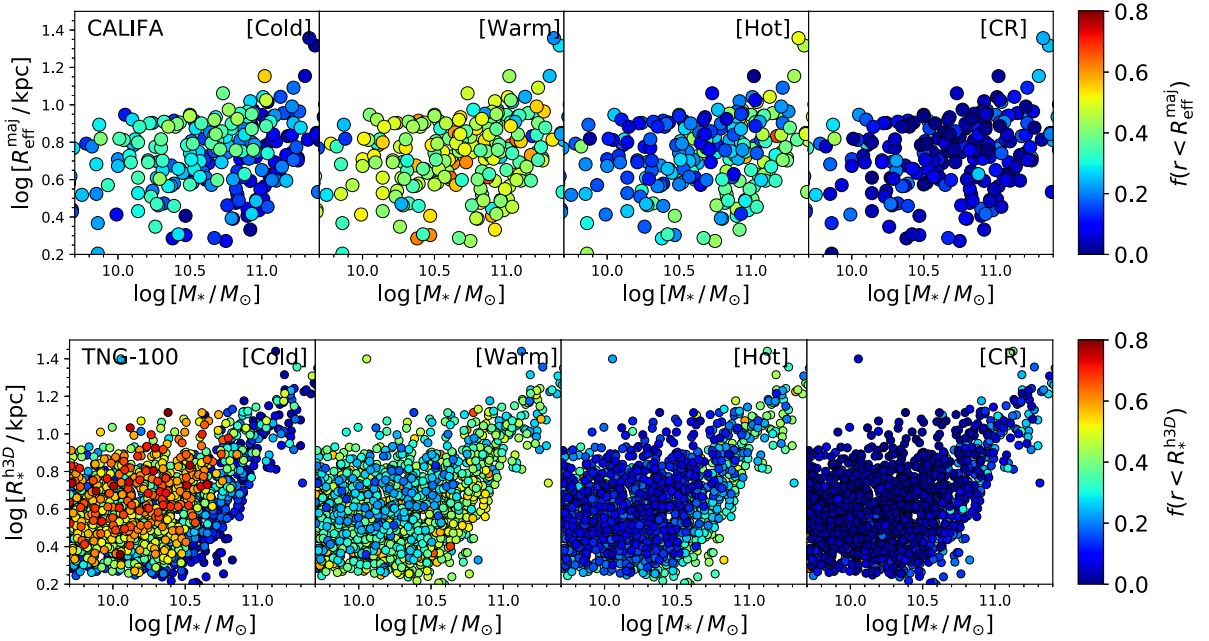 CALIFA [Cold] [Warm] [Hot] [CR]
log [R_eff^maj / kpc]
1.4
1.2
1.0
0.8
0.6
0.4
0.2
10.0 10.5 11.0 10.0 10.5 11.0 10.0 10.5 11.0 10.0 10.5 11.0
log [M_* / M_⊙] log [M_* / M_⊙] log [M_* / M_⊙] log [M_* / M_⊙]
0.8
0.6
0.4
0.2
0.0
f(r < R_eff^maj)
TNG-100 [Cold] [Warm] [Hot] [CR]
log [R_*^h3D / kpc]
1.4
1.2
1.0
0.8
0.6
0.4
0.2
10.0 10.5 11.0 10.0 10.5 11.0 10.0 10.5 11.0 10.0 10.5 11.0
log [M_* / M_⊙] log [M_* / M_⊙] log [M_* / M_⊙] log [M_* / M_⊙]
0.8
0.6
0.4
0.2
0.0
f(r < R_*^h3D)